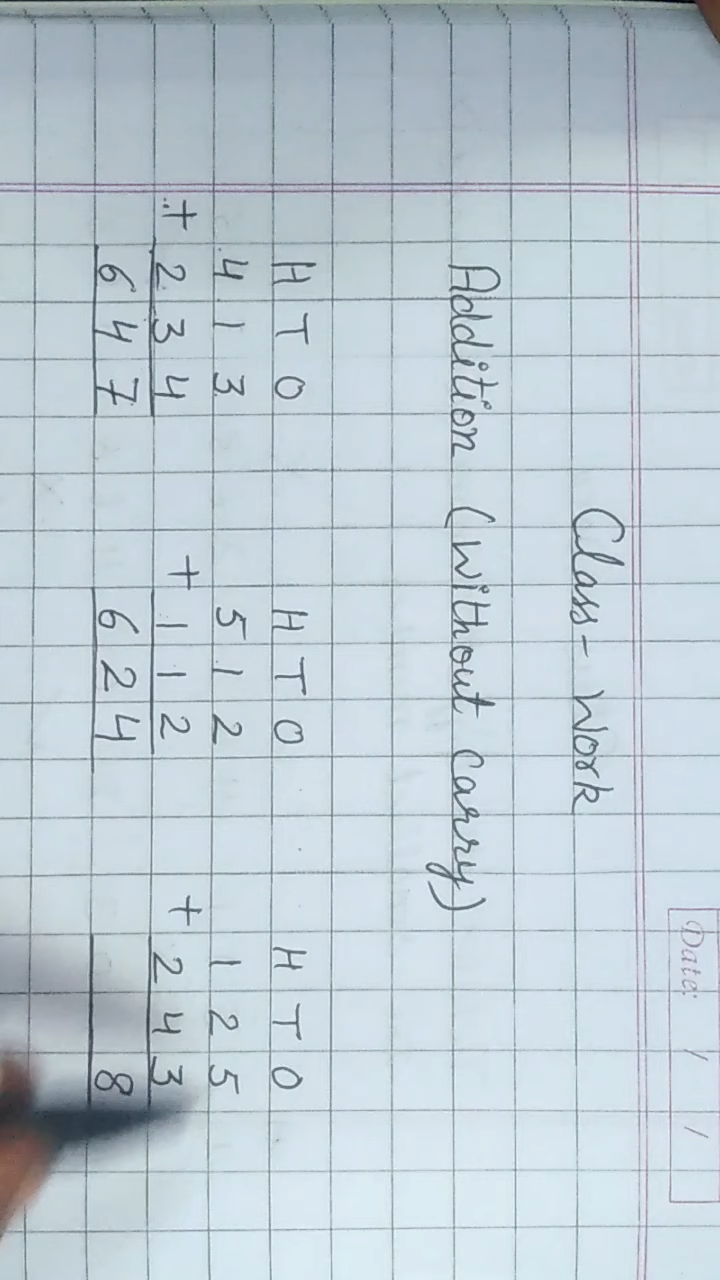 Date: / /
Class-Work
Addition (Without Carry)
H T O H T O H T O
4 1 3 5 1 2 1 2 5
+ 2 3 4 + 1 1 2 + 2 4 3
6 4 7 6 2 4 8